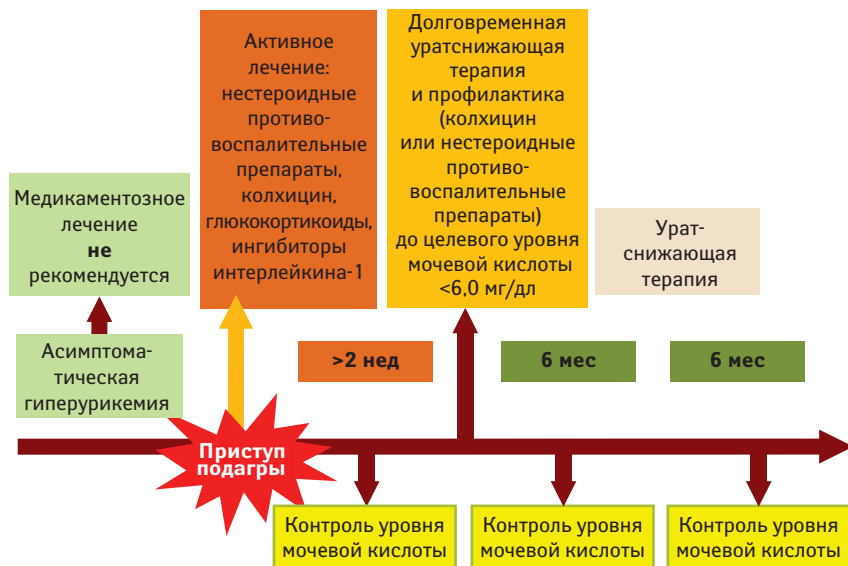 Медикаментозное
лечение
не
рекомендуется
Асимптома-
тическая
гиперурикемия
Активное
лечение:
нестероидные
противо-
воспалительные
препараты,
колхицин,
глюкокортикоиды,
ингибиторы
интерлейкина-1
Долговременная
уратснижающая
терапия
и профилактика
(колхицин
или нестероидные
противо-
воспалительные
препараты)
до целевого уровня
мочевой кислоты
<6,0 мг/дл
Урат-
снижающая
терапия
>2 нед
6 мес
6 мес
Приступ
подагры
Контроль уровня
мочевой кислоты
Контроль уровня
мочевой кислоты
Контроль уровня
мочевой кислоты